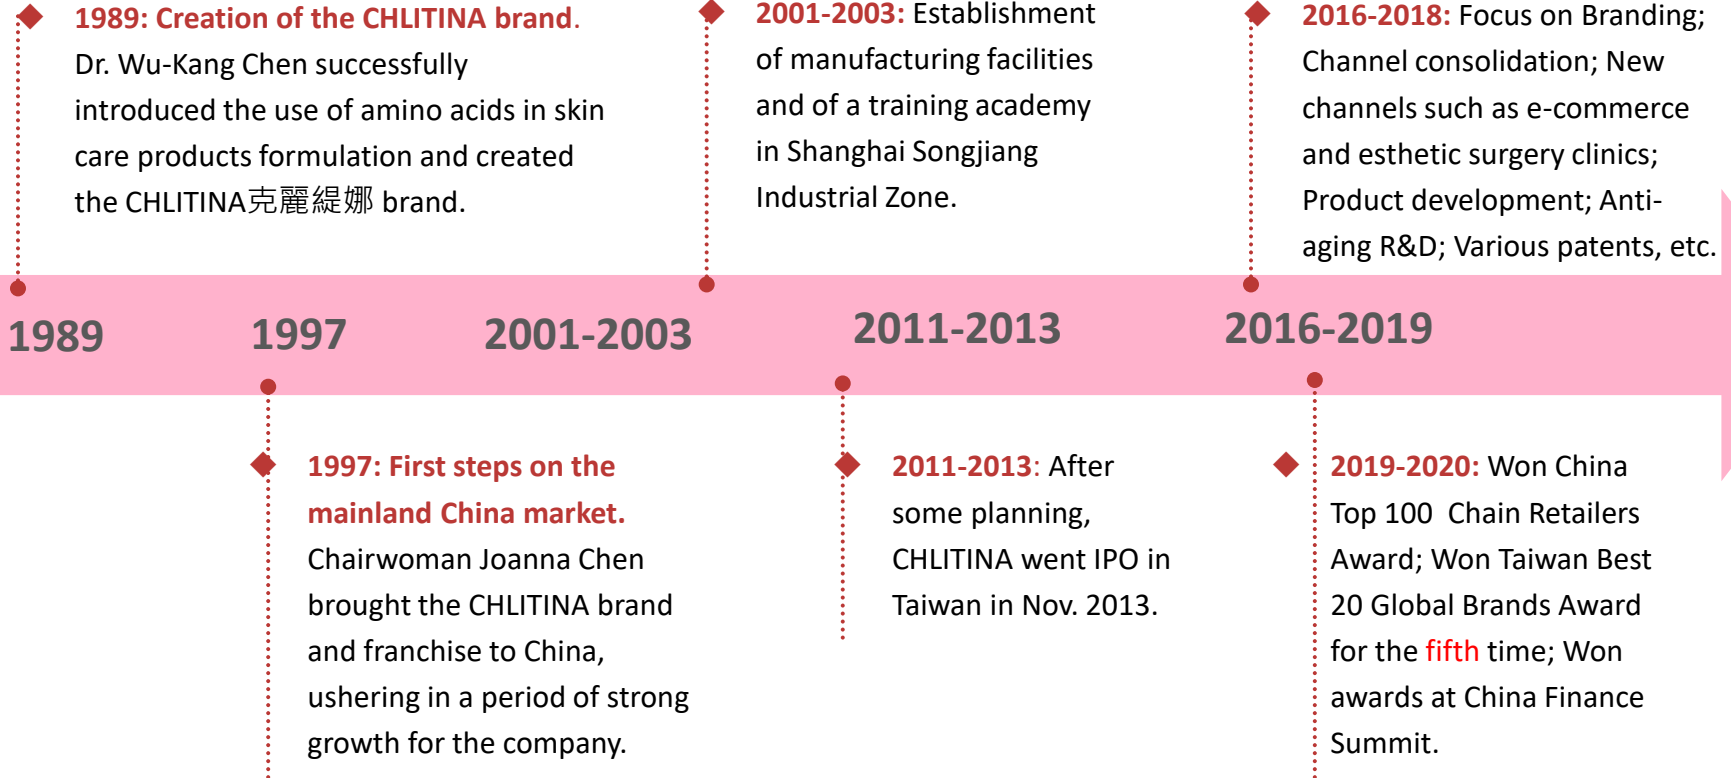 1989: Creation of the CHLITINA brand.
Dr. Wu-Kang Chen successfully
introduced the use of amino acids in skin
care products formulation and created
the CHLITINA克麗緹娜 brand.
2001-2003: Establishment
of manufacturing facilities
and of a training academy
in Shanghai Songjiang
Industrial Zone.
2016-2018: Focus on Branding;
Channel consolidation; New
channels such as e-commerce
and esthetic surgery clinics;
Product development; Anti-
aging R&D; Various patents, etc.
1989
1997
2001-2003
2011-2013
2016-2019
1997: First steps on the
mainland China market.
Chairwoman Joanna Chen
brought the CHLITINA brand
and franchise to China,
ushering in a period of strong
growth for the company.
2011-2013: After
some planning,
CHLITINA went IPO in
Taiwan in Nov. 2013.
2019-2020: Won China
Top 100 Chain Retailers
Award; Won Taiwan Best
20 Global Brands Award
for the fifth time; Won
awards at China Finance
Summit.